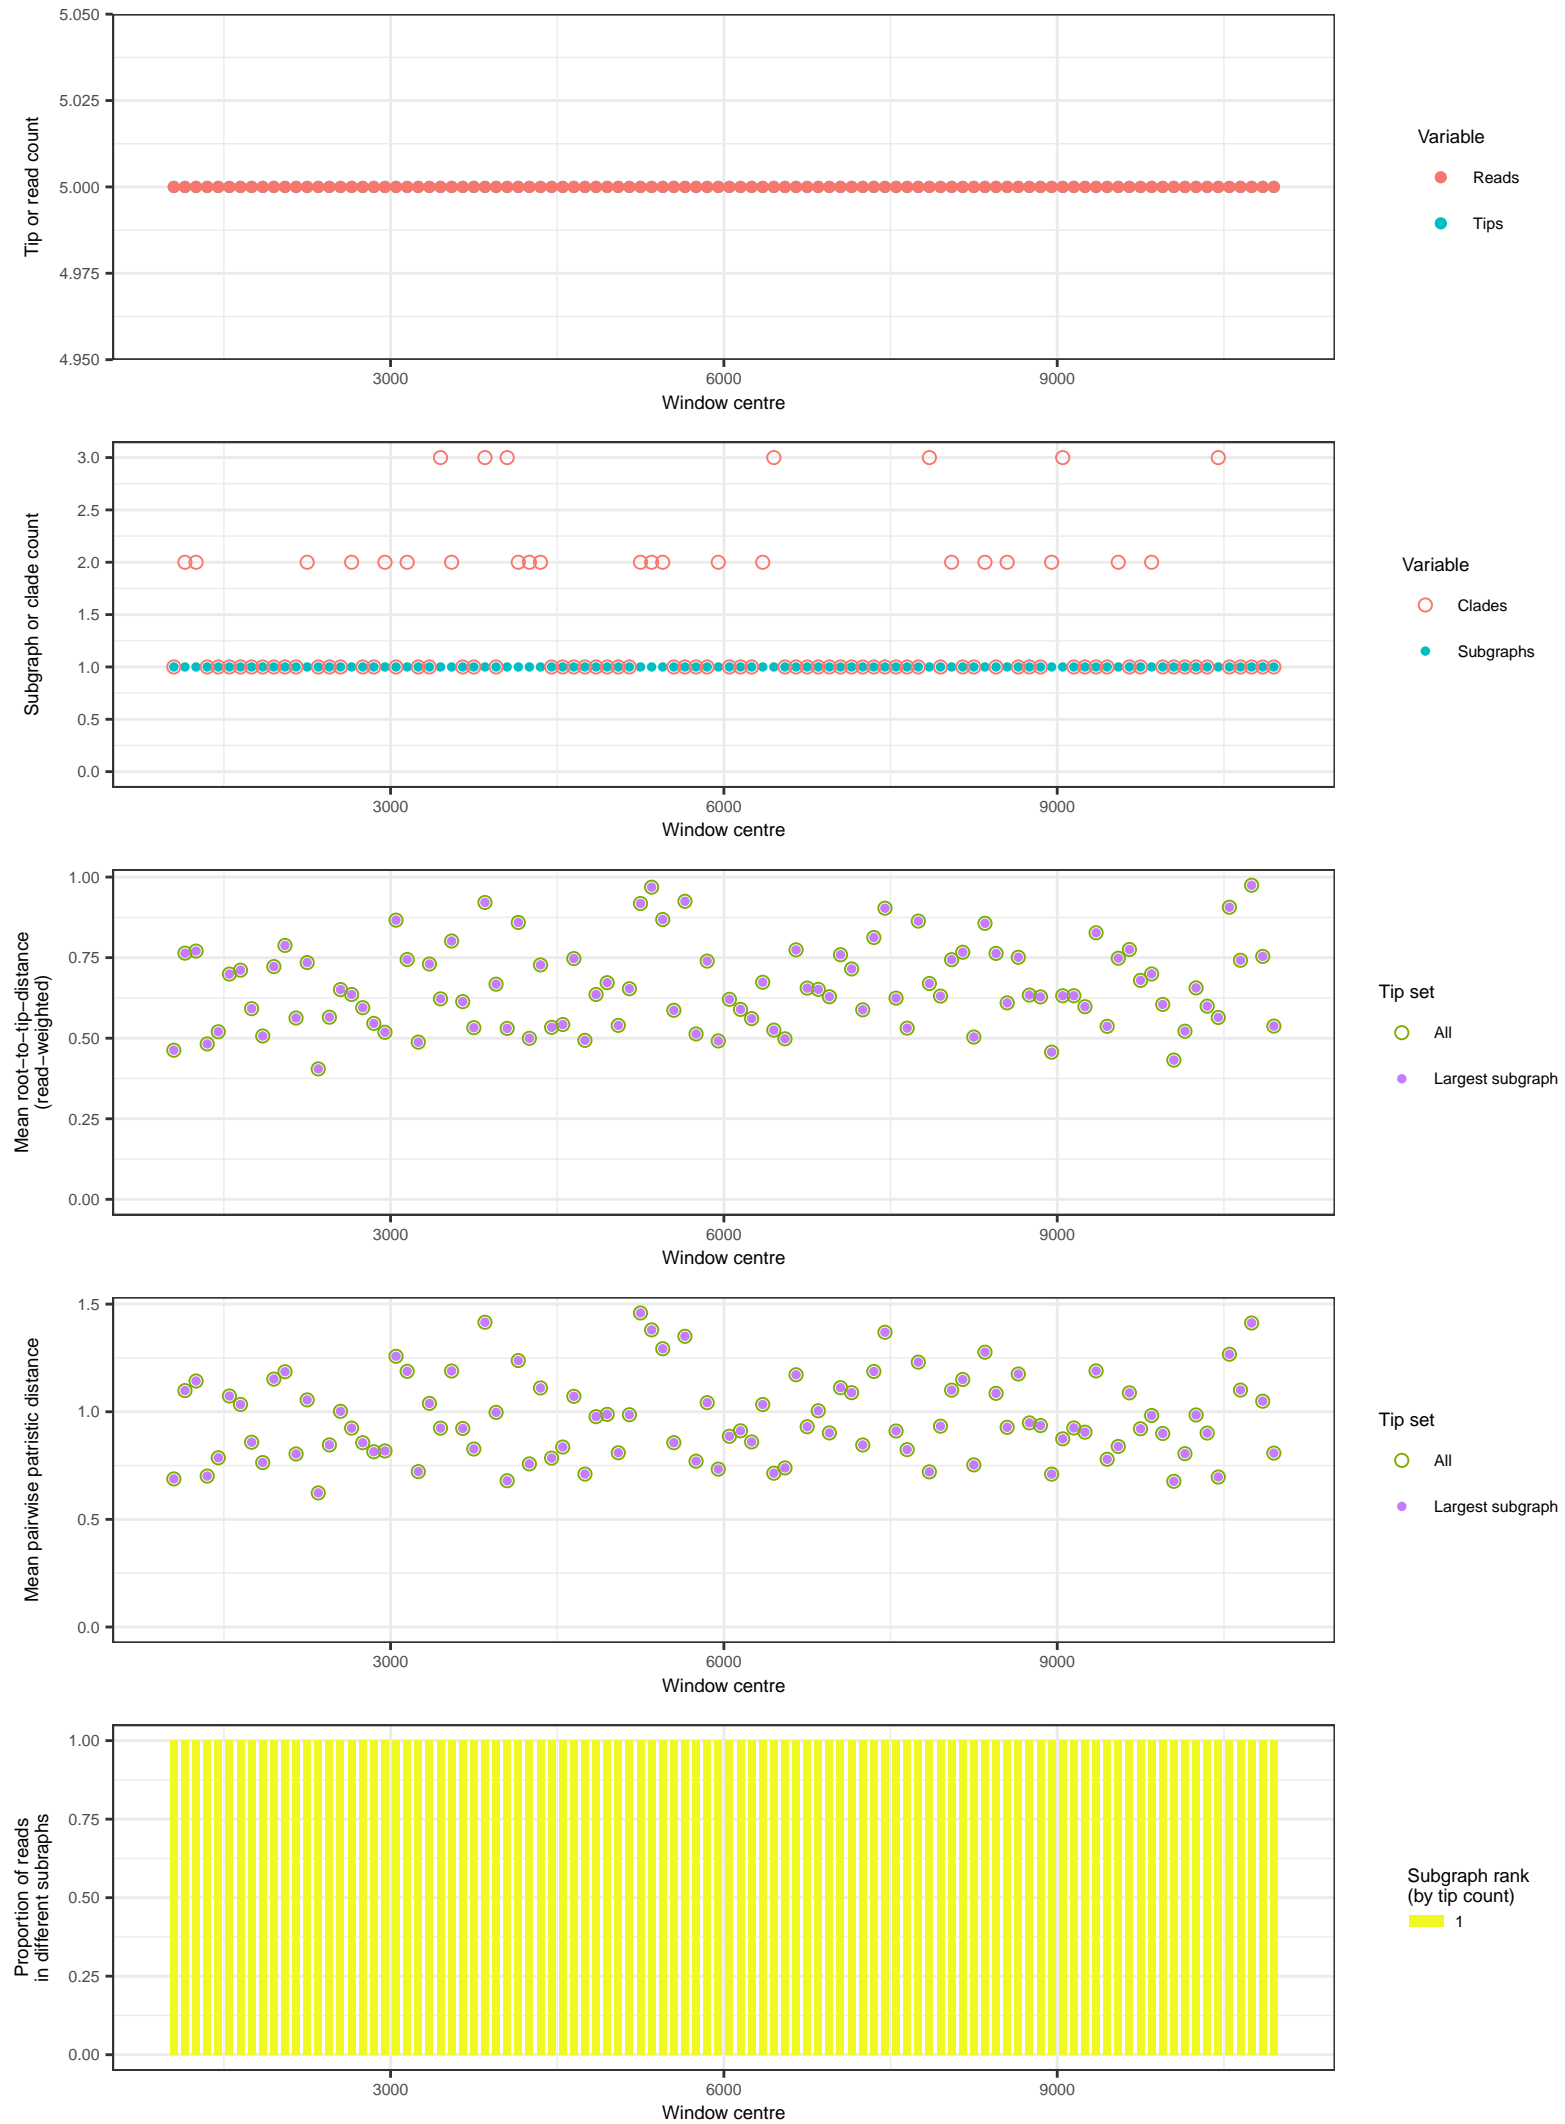 5.050
5.025
5.000
4.975
4.950
Tip or read count
3000 6000 9000
Window centre
Variable
Reads
Tips
3.0
2.5
2.0
1.5
1.0
0.5
0.0
Subgraph or clade count
3000 6000 9000
Window centre
Variable
Clades
Subgraphs
1.00
0.75
0.50
0.25
0.00
Mean root−to−tip−distance
(read−weighted)
3000 6000 9000
Window centre
Tip set
All
Largest subgraph
1.5
1.0
0.5
0.0
Mean pairwise patristic distance
3000 6000 9000
Window centre
Tip set
All
Largest subgraph
1.00
0.75
0.50
0.25
0.00
Proportion of reads
in different subraphs
3000 6000 9000
Window centre
Subgraph rank
(by tip count)
1